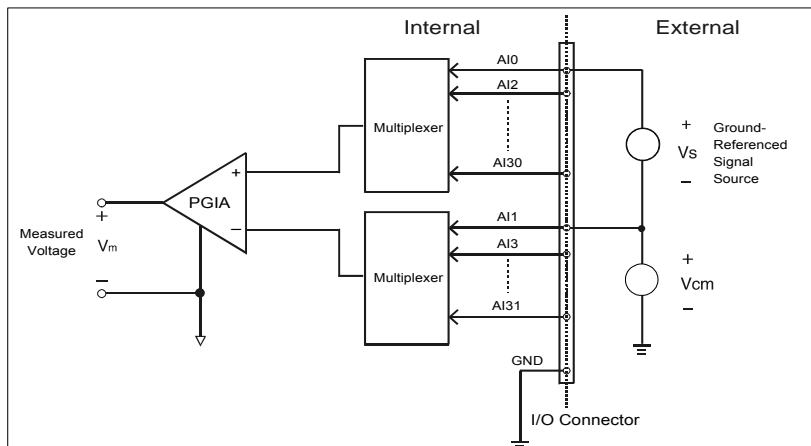 Internal
External
AI0
AI2
Multiplexer
AI30
+
Vs
−
Ground-
Referenced
Signal
Source
+
PGIA
−
Measured
Voltage
+
Vm
−
AI1
AI3
Multiplexer
AI31
+
Vcm
−
GND
I/O Connector